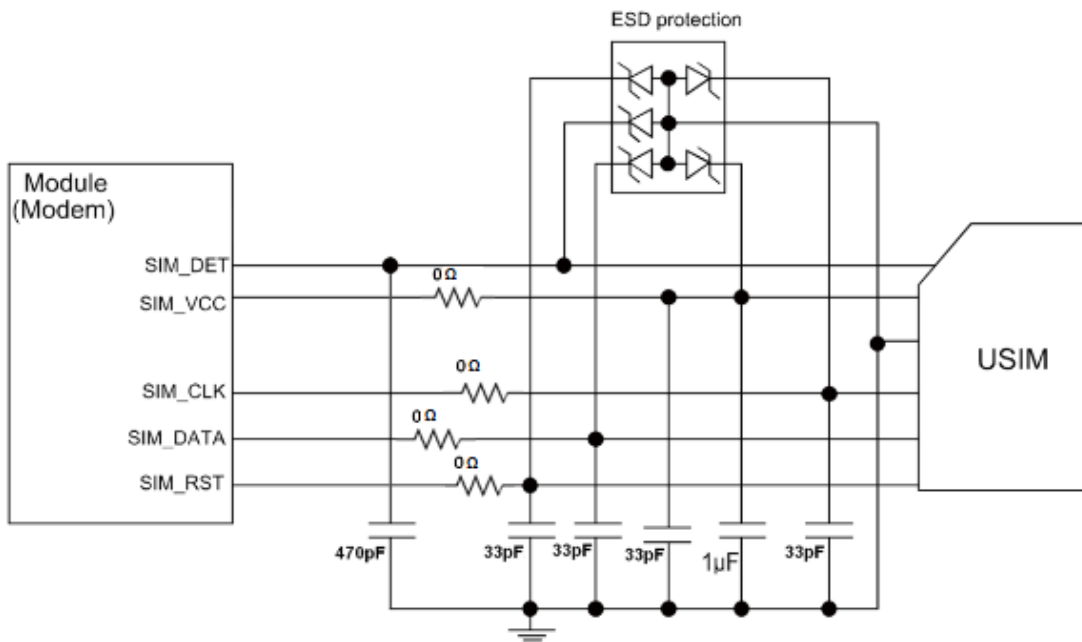 ESD protection
Module
(Modem)
SIM_DET
0Ω
SIM_VCC
USIM
0Ω
SIM_CLK
0Ω
SIM_DATA
0Ω
SIM_RST
470pF
33pF
33pF
33pF
1µF
33pF